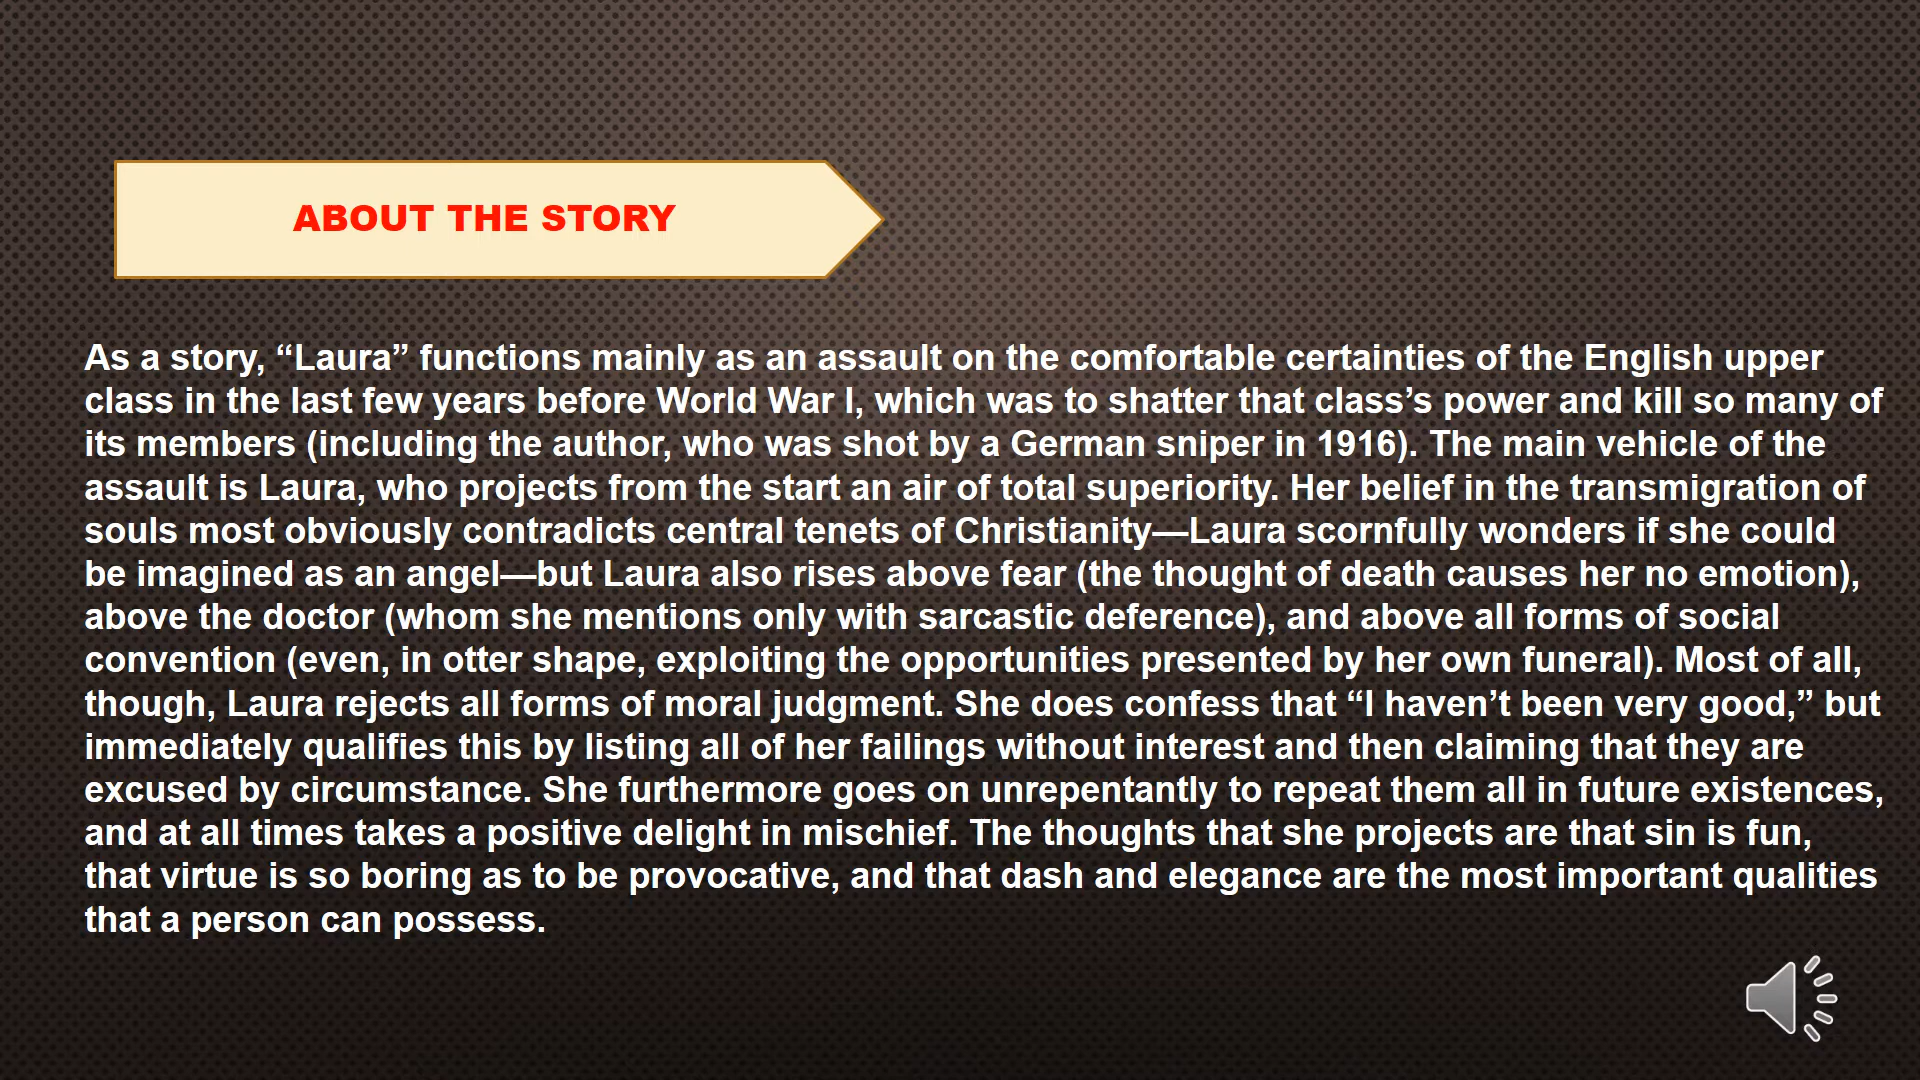 ABOUT THE STORY
As a story, “Laura” functions mainly as an assault on the comfortable certainties of the English upper
class in the last few years before World War I, which was to shatter that class’s power and kill so many of
its members (including the author, who was shot by a German sniper in 1916). The main vehicle of the
assault is Laura, who projects from the start an air of total superiority. Her belief in the transmigration of
souls most obviously contradicts central tenets of Christianity—Laura scornfully wonders if she could
be imagined as an angel—but Laura also rises above fear (the thought of death causes her no emotion),
above the doctor (whom she mentions only with sarcastic deference), and above all forms of social
convention (even, in otter shape, exploiting the opportunities presented by her own funeral). Most of all,
though, Laura rejects all forms of moral judgment. She does confess that “I haven’t been very good,” but
immediately qualifies this by listing all of her failings without interest and then claiming that they are
excused by circumstance. She furthermore goes on unrepentantly to repeat them all in future existences,
and at all times takes a positive delight in mischief. The thoughts that she projects are that sin is fun,
that virtue is so boring as to be provocative, and that dash and elegance are the most important qualities
that a person can possess.